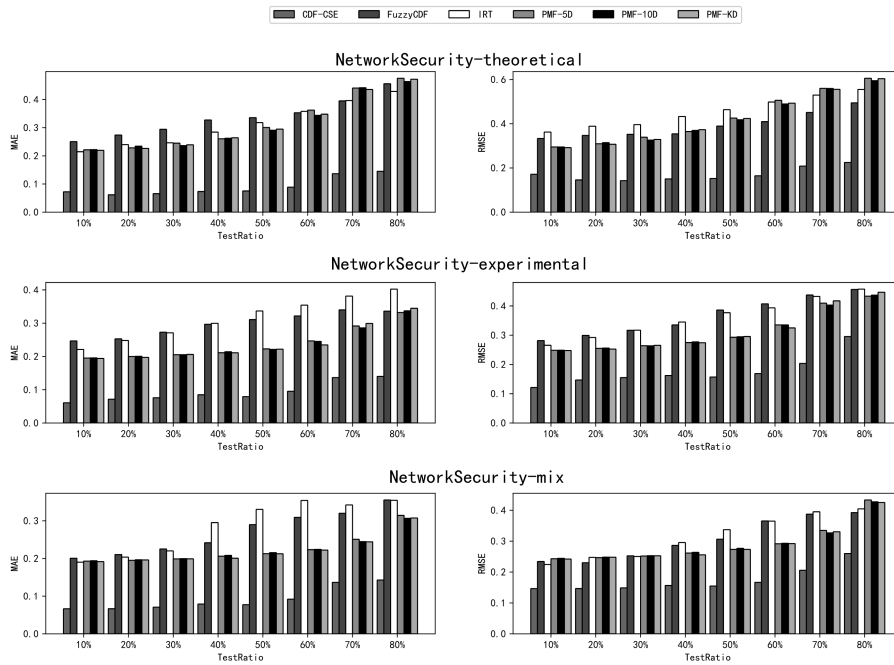 CDF-CSE FuzzyCDF IRT PMF-5D PMF-10D PMF-KD
NetworkSecurity-theoretical
MAE
0.4
0.3
0.2
0.1
0.0
10% 20% 30% 40% 50% 60% 70% 80%
TestRatio
RMSE
0.6
0.4
0.2
0.0
10% 20% 30% 40% 50% 60% 70% 80%
TestRatio
NetworkSecurity-experimental
MAE
0.4
0.3
0.2
0.1
0.0
10% 20% 30% 40% 50% 60% 70% 80%
TestRatio
RMSE
0.4
0.3
0.2
0.1
0.0
10% 20% 30% 40% 50% 60% 70% 80%
TestRatio
NetworkSecurity-mix
MAE
0.3
0.2
0.1
0.0
10% 20% 30% 40% 50% 60% 70% 80%
TestRatio
RMSE
0.4
0.3
0.2
0.1
0.0
10% 20% 30% 40% 50% 60% 70% 80%
TestRatio